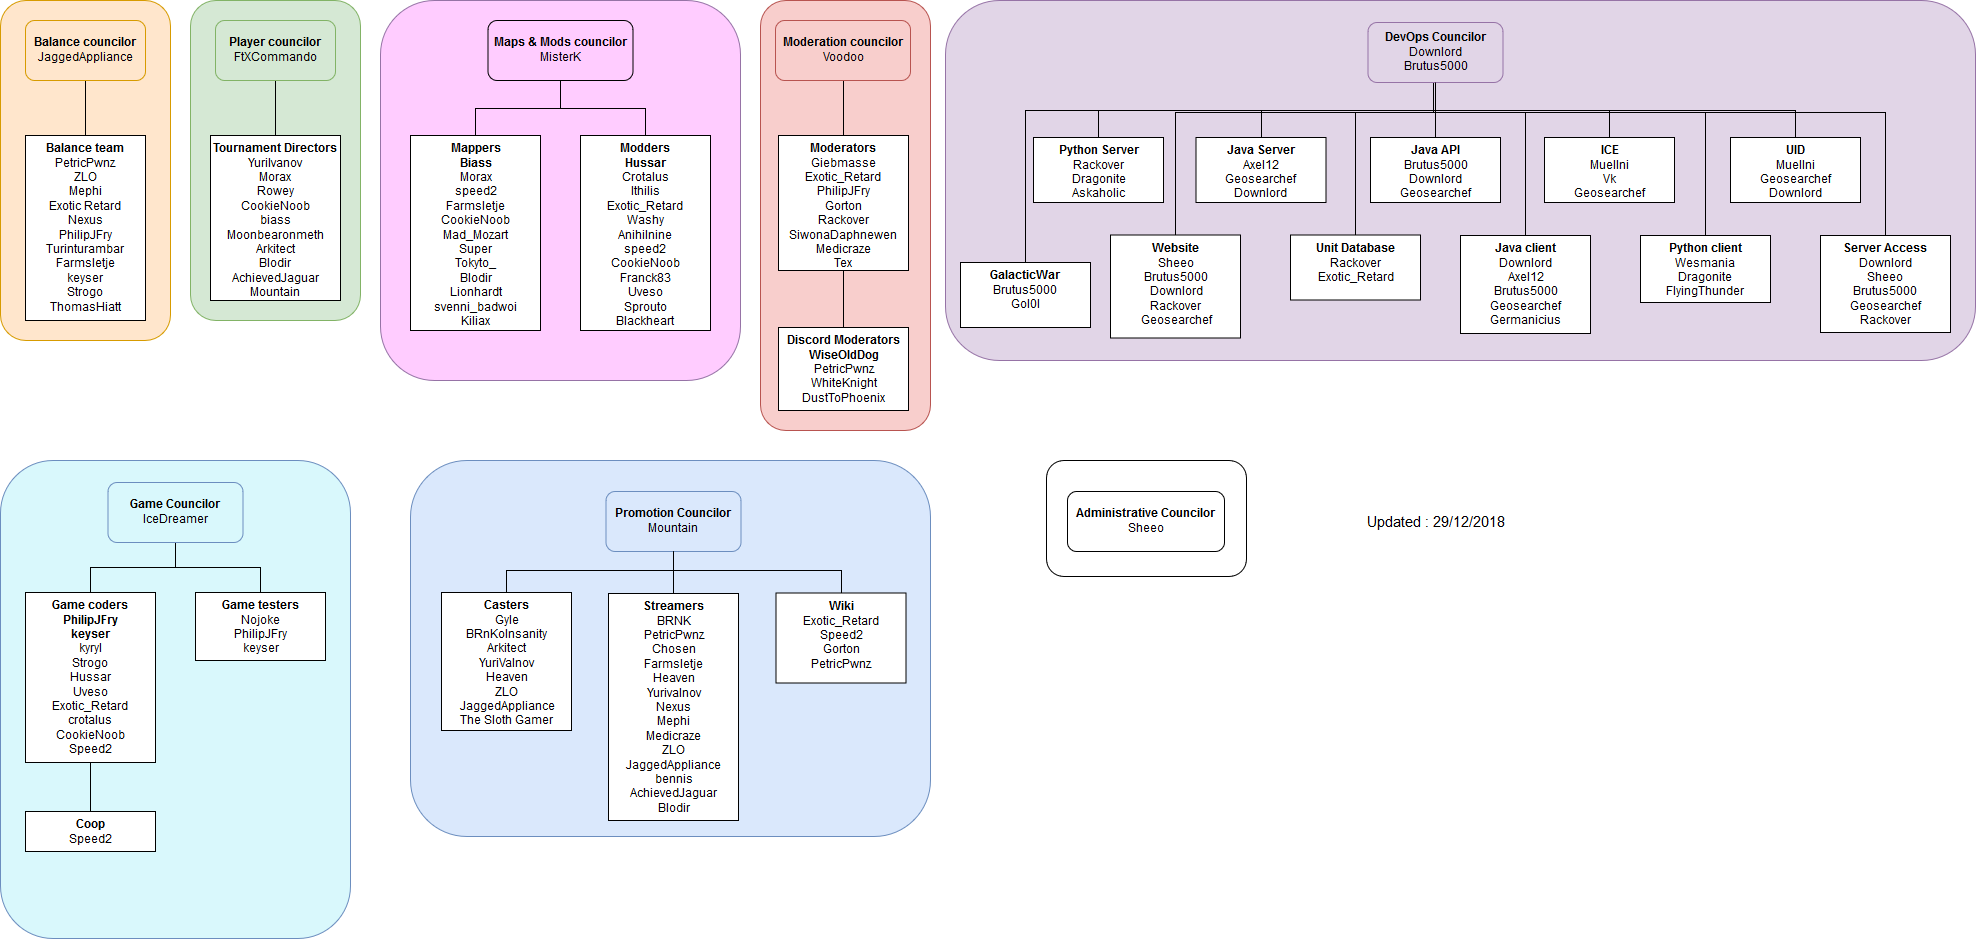 Balance councilor
JaggedAppliance
Balance team
PetricPwnz
ZLO
Mephi
Exotic Retard
Nexus
PhilipJFry
Turinturambar
Farmsletje
keyser
Strogo
ThomasHiatt
Player councilor
FtXCommando
Tournament Directors
YuriIvanov
Morax
Rowey
CookieNoob
biass
Moonbearonmeth
Arkitect
Blodir
AchievedJaguar
Mountain
Maps & Mods councilor
MisterK
Mappers
Biass
Morax
speed2
Farmsletje
CookieNoob
Mad_Mozart
Super
Tokyto_
Blodir
Lionhardt
svenni_badwoi
Kiliax
Modders
Hussar
Crotalus
Ithilis
Exotic_Retard
Washy
Anihilnine
speed2
CookieNoob
Franck83
Uveso
Sprouto
Blackheart
Moderation councilor
Voodoo
Moderators
Giebmasse
Exotic_Retard
PhilipJFry
Gorton
Rackover
SiwonaDaphnewen
Medicraze
Tex
Discord Moderators
WiseOldDog
PetricPwnz
WhiteKnight
DustToPhoenix
DevOps Councilor
Downlord
Brutus5000
Python Server
Rackover
Dragonite
Askaholic
Java Server
Axel12
Geosearchef
Downlord
Java API
Brutus5000
Downlord
Geosearchef
ICE
Muellni
Vk
Geosearchef
UID
Muellni
Geosearchef
Downlord
GalacticWar
Brutus5000
Gol0l
Website
Sheeo
Brutus5000
Downlord
Rackover
Geosearchef
Unit Database
Rackover
Exotic_Retard
Java client
Downlord
Axel12
Brutus5000
Geosearchef
Germanicius
Python client
Wesmania
Dragonite
FlyingThunder
Server Access
Downlord
Sheeo
Brutus5000
Geosearchef
Rackover
Game Councilor
IceDreamer
Game coders
PhilipJFry
keyser
kyryl
Strogo
Hussar
Uveso
Exotic_Retard
crotalus
CookieNoob
Speed2
Game testers
Nojoke
PhilipJFry
keyser
Coop
Speed2
Promotion Councilor
Mountain
Casters
Gyle
BRnKoInsanity
Arkitect
YuriVaInov
Heaven
ZLO
JaggedAppliance
The Sloth Gamer
Streamers
BRNK
PetricPwnz
Chosen
Farmsletje
Heaven
Yurivalnov
Nexus
Mephi
Medicraze
ZLO
JaggedAppliance
bennis
AchievedJaguar
Blodir
Wiki
Exotic_Retard
Speed2
Gorton
PetricPwnz
Administrative Councilor
Sheeo
Updated : 29/12/2018